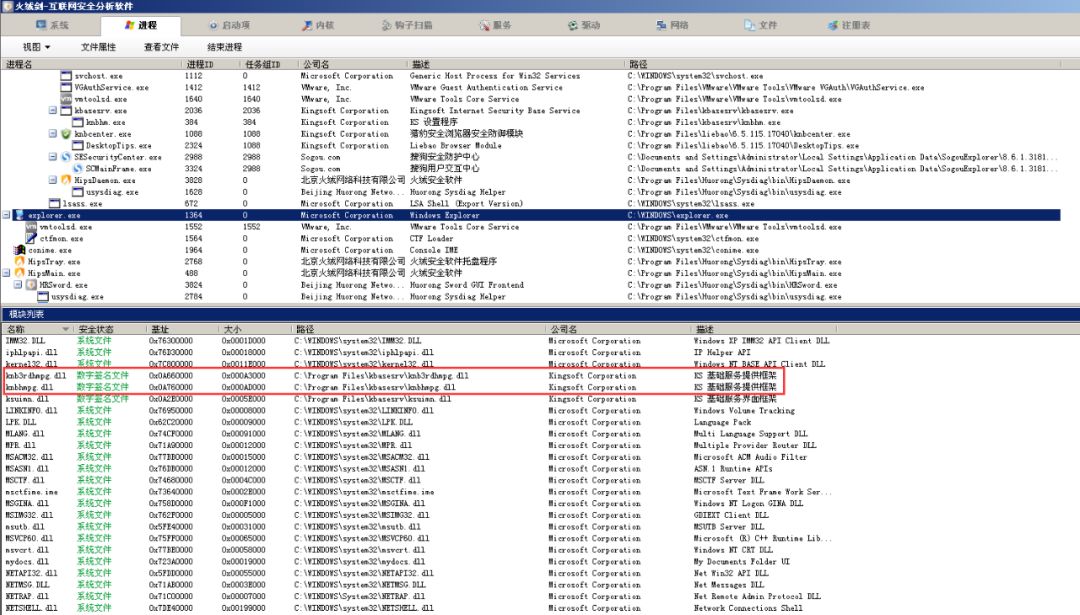 火绒剑-互联网安全分析软件
系统 进程 启动项 内核 钩子扫描 服务 驱动 网络 文件 注册表
视图 文件属性 查看文件 结束进程
进程名 进程ID 任务组ID 公司名 描述 路径
svchost.exe 1112 0 Microsoft Corporation Generic Host Process for Win32 Services C:\WINDOWS\system32\svchost.exe
VGAuthService.exe 1412 1412 VMware, Inc. VMware Guest Authentication Service C:\Program Files\VMware\VMware Tools\VMware VGAuth\VGAuthService.exe
vmtoolsd.exe 1640 1640 VMware, Inc. VMware Tools Core Service C:\Program Files\VMware\VMware Tools\vmtoolsd.exe
kbasesrv.exe 2036 2036 Kingsoft Corporation Kingsoft Internet Security Base Service C:\Program Files\kbasesrv\kbasesrv.exe
knbhm.exe 384 384 Kingsoft Corporation KS 设置程序 C:\Program Files\kbasesrv\knbhm.exe
knbcenter.exe 1088 1088 Kingsoft Corporation 猎豹安全浏览器安全防御模块 C:\Program Files\Liebao\6.5.115.17040\knbcenter.exe
DesktopTips.exe 2324 1088 Kingsoft Corporation Liebao Browser Module C:\Program Files\Liebao\6.5.115.17040\DesktopTips.exe
SESecurityCenter.exe 2988 2988 Sogou.com 搜狗安全防护中心 C:\Documents and Settings\Administrator\Local Settings\Application Data\SogouExplorer\8.6.1.3181...
SCMainFrame.exe 3324 2988 Sogou.com 搜狗用户交互中心 C:\Documents and Settings\Administrator\Local Settings\Application Data\SogouExplorer\8.6.1.3181...
HipsDaemon.exe 3828 0 北京火绒网络科技有限公司 火绒安全软件 C:\Program Files\Huorong\Sysdiag\bin\HipsDaemon.exe
usysdiag.exe 1628 0 Beijing Huorong Netwo... Huorong Sysdiag Helper C:\Program Files\Huorong\Sysdiag\bin\usysdiag.exe
lsass.exe 672 0 Microsoft Corporation LSA Shell (Export Version) C:\WINDOWS\system32\lsass.exe
explorer.exe 1364 0 Microsoft Corporation Windows Explorer C:\WINDOWS\explorer.exe
vmtoolsd.exe 1552 1552 VMware, Inc. VMware Tools Core Service C:\Program Files\VMware\VMware Tools\vmtoolsd.exe
ctfmon.exe 1564 0 Microsoft Corporation CTF Loader C:\WINDOWS\system32\ctfmon.exe
conime.exe 1964 0 Microsoft Corporation Console IME C:\WINDOWS\system32\conime.exe
HipsTray.exe 2768 0 北京火绒网络科技有限公司 火绒安全软件托盘程序 C:\Program Files\Huorong\Sysdiag\bin\HipsTray.exe
HipsMain.exe 488 0 北京火绒网络科技有限公司 火绒安全软件 C:\Program Files\Huorong\Sysdiag\bin\HipsMain.exe
HRSword.exe 3824 0 Beijing Huorong Netwo... Huorong Sword GUI Frontend C:\Program Files\Huorong\Sysdiag\bin\HRSword.exe
usysdiag.exe 2784 0 Beijing Huorong Netwo... Huorong Sysdiag Helper C:\Program Files\Huorong\Sysdiag\bin\usysdiag.exe
模块列表
名称 安全状态 基址 大小 路径 公司名 描述
IMM32.DLL 系统文件 0x76300000 0x0001D000 C:\WINDOWS\system32\IMM32.DLL Microsoft Corporation Windows XP IMM32 API Client DLL
iphlpapi.dll 系统文件 0x76D30000 0x00018000 C:\WINDOWS\system32\iphlpapi.dll Microsoft Corporation IP Helper API
kernel32.dll 系统文件 0x7C800000 0x0011E000 C:\WINDOWS\system32\kernel32.dll Microsoft Corporation Windows NT BASE API Client DLL
knb3rdhmpg.dll 数字签名文件 0x0A660000 0x000A3000 C:\Program Files\kbasesrv\knb3rdhmpg.dll Kingsoft Corporation KS 基础服务提供框架
knbhmpg.dll 数字签名文件 0x0A760000 0x000AD000 C:\Program Files\kbasesrv\knbhmpg.dll Kingsoft Corporation KS 基础服务提供框架
ksuimn.dll 数字签名文件 0x0A2E0000 0x0005E000 C:\Program Files\kbasesrv\ksuimn.dll Kingsoft Corporation KS 基础服务界面框架
LINKINFO.dll 系统文件 0x76950000 0x00008000 C:\WINDOWS\system32\LINKINFO.dll Microsoft Corporation Windows Volume Tracking
LPK.DLL 系统文件 0x62C20000 0x00009000 C:\WINDOWS\system32\LPK.DLL Microsoft Corporation Language Pack
MLANG.dll 系统文件 0x74CF0000 0x00091000 C:\WINDOWS\system32\MLANG.dll Microsoft Corporation Multi Language Support DLL
MPR.dll 系统文件 0x71A90000 0x00012000 C:\WINDOWS\system32\MPR.dll Microsoft Corporation Multiple Provider Router DLL
MSACM32.dll 系统文件 0x77BB0000 0x00015000 C:\WINDOWS\system32\MSACM32.dll Microsoft Corporation Microsoft ACM Audio Filter
MSASN1.dll 系统文件 0x76DB0000 0x00012000 C:\WINDOWS\system32\MSASN1.dll Microsoft Corporation ASN.1 Runtime APIs
MSCTF.dll 系统文件 0x74680000 0x0004C000 C:\WINDOWS\system32\MSCTF.dll Microsoft Corporation MSCTF Server DLL
msctfime.ime 系统文件 0x73640000 0x0002E000 C:\WINDOWS\system32\msctfime.ime Microsoft Corporation Microsoft Text Frame Work Ser...
MSGINA.dll 系统文件 0x758D0000 0x000F1000 C:\WINDOWS\system32\MSGINA.dll Microsoft Corporation Windows NT Logon GINA DLL
MSIMG32.dll 系统文件 0x762F0000 0x00005000 C:\WINDOWS\system32\MSIMG32.dll Microsoft Corporation GDIEXT Client DLL
msutb.dll 系统文件 0x5FE40000 0x00031000 C:\WINDOWS\system32\msutb.dll Microsoft Corporation MSUTB Server DLL
MSVCP60.dll 系统文件 0x75FF0000 0x00065000 C:\WINDOWS\system32\MSVCP60.dll Microsoft Corporation Microsoft (R) C++ Runtime Lib...
msvcrt.dll 系统文件 0x77BE0000 0x00058000 C:\WINDOWS\system32\msvcrt.dll Microsoft Corporation Windows NT CRT DLL
mydocs.dll 系统文件 0x723A0000 0x00019000 C:\WINDOWS\system32\mydocs.dll Microsoft Corporation My Documents Folder UI
NETAPI32.dll 系统文件 0x5FDD0000 0x00055000 C:\WINDOWS\system32\NETAPI32.dll Microsoft Corporation Net Win32 API DLL
NETMSG.DLL 系统文件 0x71AB0000 0x0003E000 C:\WINDOWS\system32\NETMSG.DLL Microsoft Corporation Net Messages DLL
NETRAP.dll 系统文件 0x71C00000 0x00007000 C:\WINDOWS\system32\NETRAP.dll Microsoft Corporation Net Remote Admin Protocol DLL
NETSHELL.dll 系统文件 0x7DE40000 0x00199000 C:\WINDOWS\system32\NETSHELL.dll Microsoft Corporation Network Connections Shell